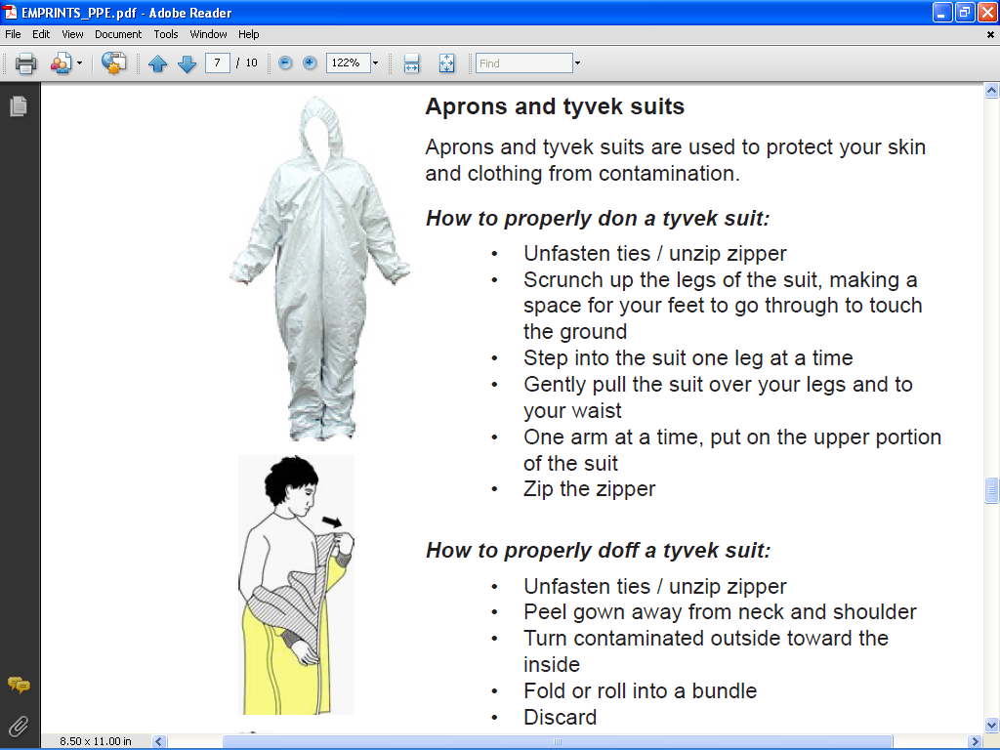 EMPRINTS_PPE.pdf - Adobe Reader
File Edit View Document Tools Window Help
7 / 10 122% Find
Aprons and tyvek suits
Aprons and tyvek suits are used to protect your skin
and clothing from contamination.
How to properly don a tyvek suit:
• Unfasten ties / unzip zipper
• Scrunch up the legs of the suit, making a
space for your feet to go through to touch
the ground
• Step into the suit one leg at a time
• Gently pull the suit over your legs and to
your waist
• One arm at a time, put on the upper portion
of the suit
• Zip the zipper
How to properly doff a tyvek suit:
• Unfasten ties / unzip zipper
• Peel gown away from neck and shoulder
• Turn contaminated outside toward the
inside
• Fold or roll into a bundle
• Discard
8.50 x 11.00 in